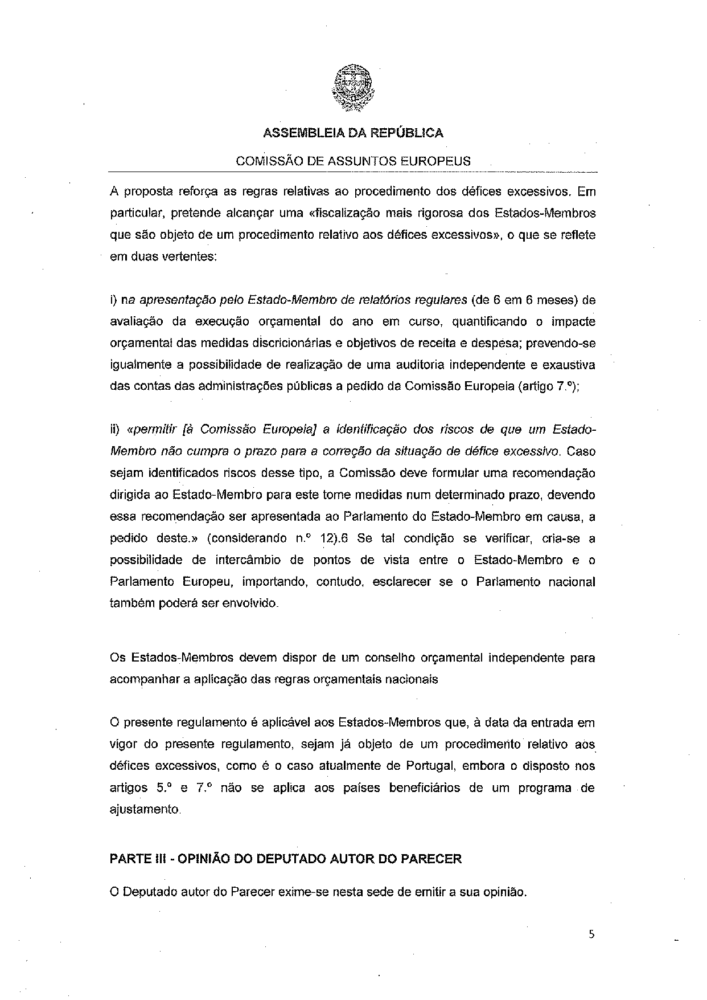 ASSEMBLEIA DA REPÚBLICA
COMISSÃO DE ASSUNTOS EUROPEUS
A proposta reforça as regras relativas ao procedimento dos défices excessivos. Em
particular, pretende alcançar uma «fiscalização mais rigorosa dos Estados-Membros
que são objeto de um procedimento relativo aos défices excessivos», o que se reflete
em duas vertentes:
i) na apresentação pelo Estado-Membro de relatórios regulares (de 6 em 6 meses) de
avaliação da execução orçamental do ano em curso, quantificando o impacte
orçamental das medidas discricionárias e objetivos de receita e despesa; prevendo-se
igualmente a possibilidade de realização de uma auditoria independente e exaustiva
das contas das administrações públicas a pedido da Comissão Europeia (artigo 7.º);
ii) «permitir [à Comissão Europeia] a identificação dos riscos de que um Estado-
Membro não cumpra o prazo para a correção da situação de défice excessivo. Caso
sejam identificados riscos desse tipo, a Comissão deve formular uma recomendação
dirigida ao Estado-Membro para este tome medidas num determinado prazo, devendo
essa recomendação ser apresentada ao Parlamento do Estado-Membro em causa, a
pedido deste.» (considerando n.º 12).6 Se tal condição se verificar, cria-se a
possibilidade de intercâmbio de pontos de vista entre o Estado-Membro e o
Parlamento Europeu, importando, contudo, esclarecer se o Parlamento nacional
também poderá ser envolvido.
Os Estados-Membros devem dispor de um conselho orçamental independente para
acompanhar a aplicação das regras orçamentais nacionais
O presente regulamento é aplicável aos Estados-Membros que, à data da entrada em
vigor do presente regulamento, sejam já objeto de um procedimento relativo aos
défices excessivos, como é o caso atualmente de Portugal, embora o disposto nos
artigos 5.º e 7.º não se aplica aos países beneficiários de um programa de
ajustamento.
PARTE III - OPINIÃO DO DEPUTADO AUTOR DO PARECER
O Deputado autor do Parecer exime-se nesta sede de emitir a sua opinião.
5